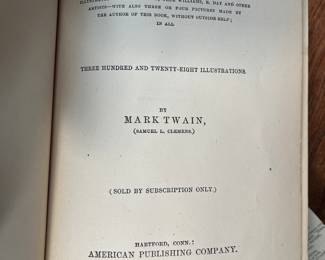 ARTISTS—WITH ALSO THREE OR FOUR PICTURES MADE BY
THE AUTHOR OF THIS BOOK, WITHOUT OUTSIDE HELP;
IN ALL
THREE HUNDRED AND TWENTY-EIGHT ILLUSTRATIONS
BY
MARK TWAIN,
(SAMUEL L. CLEMENS.)
(SOLD BY SUBSCRIPTION ONLY.)
HARTFORD, CONN.:
AMERICAN PUBLISHING COMPANY.